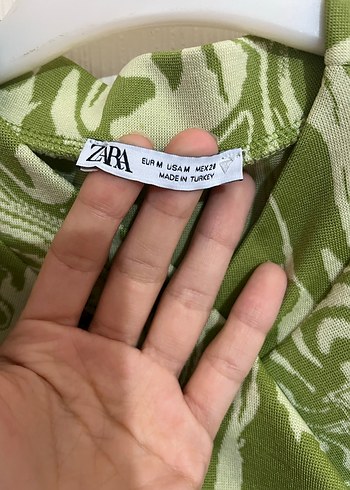 ZARA
EUR M USA M MEX 28
MADE IN TURKEY